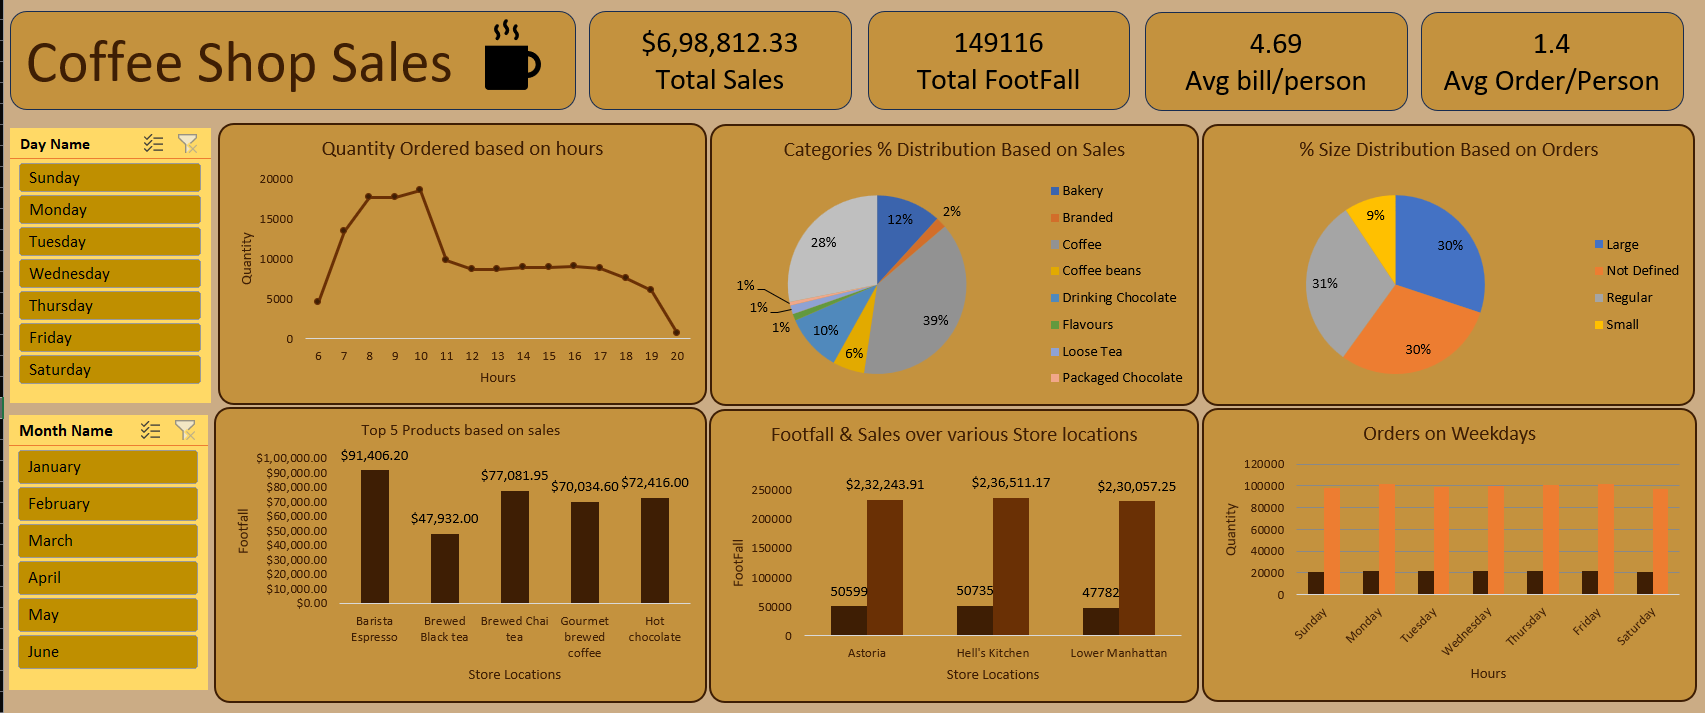 Coffee Shop Sales
$6,98,812.33
Total Sales
149116
Total FootFall
4.69
Avg bill/person
1.4
Avg Order/Person
Day Name
Sunday
Monday
Tuesday
Wednesday
Thursday
Friday
Saturday
Month Name
January
February
March
April
May
June
Quantity Ordered based on hours
Quantity
20000
15000
10000
5000
0
6 7 8 9 10 11 12 13 14 15 16 17 18 19 20
Hours
Categories % Distribution Based on Sales
12%
2%
39%
6%
10%
1%
1%
1%
28%
Bakery
Branded
Coffee
Coffee beans
Drinking Chocolate
Flavours
Loose Tea
Packaged Chocolate
% Size Distribution Based on Orders
30%
30%
31%
9%
Large
Not Defined
Regular
Small
Top 5 Products based on sales
Footfall
$1,00,000.00
$90,000.00
$80,000.00
$70,000.00
$60,000.00
$50,000.00
$40,000.00
$30,000.00
$20,000.00
$10,000.00
$0.00
$91,406.20
$47,932.00
$77,081.95
$70,034.60
$72,416.00
Barista
Espresso
Brewed
Black tea
Brewed Chai
tea
Gourmet
brewed
coffee
Hot
chocolate
Store Locations
Footfall & Sales over various Store locations
FootFall
250000
200000
150000
100000
50000
0
50599
$2,32,243.91
50735
$2,36,511.17
47782
$2,30,057.25
Astoria
Hell's Kitchen
Lower Manhattan
Store Locations
Orders on Weekdays
Quantity
120000
100000
80000
60000
40000
20000
0
Sunday
Monday
Tuesday
Wednesday
Thursday
Friday
Saturday
Hours